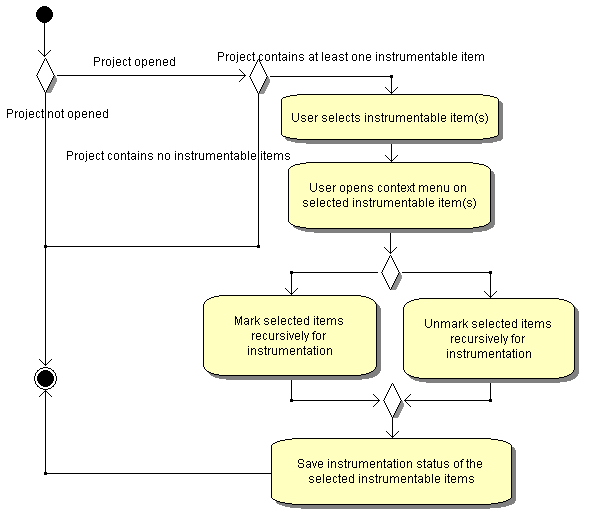 Project opened
Project contains at least one instrumentable item
Project not opened
User selects instrumentable item(s)
Project contains no instrumentable items
User opens context menu on
selected instrumentable item(s)
Mark selected items
recursively for
instrumentation
Unmark selected items
recursively for
instrumentation
Save instrumentation status of the
selected instrumentable items